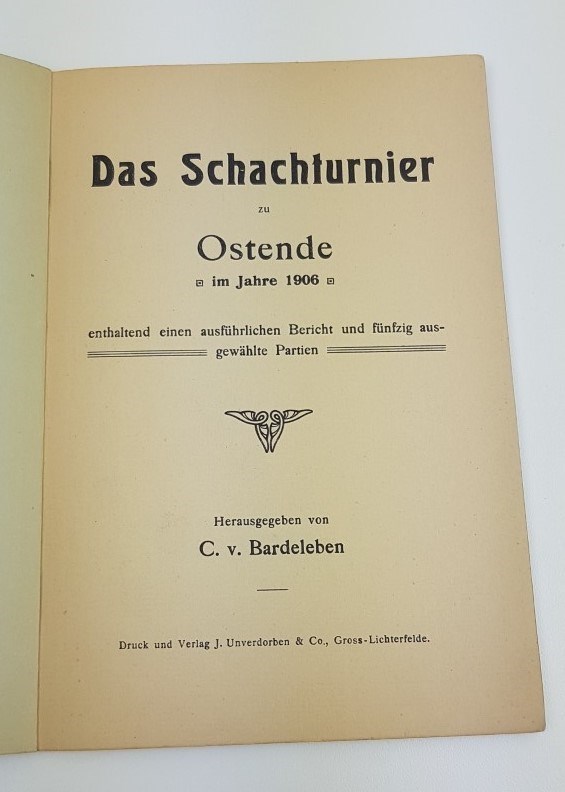 Das Schachturnier
zu
Ostende
im Jahre 1906
enthaltend einen ausführlichen Bericht und fünfzig aus-
gewählte Partien
Herausgegeben von
C. v. Bardeleben
Druck und Verlag J. Unverdorben & Co., Gross-Lichterfelde.